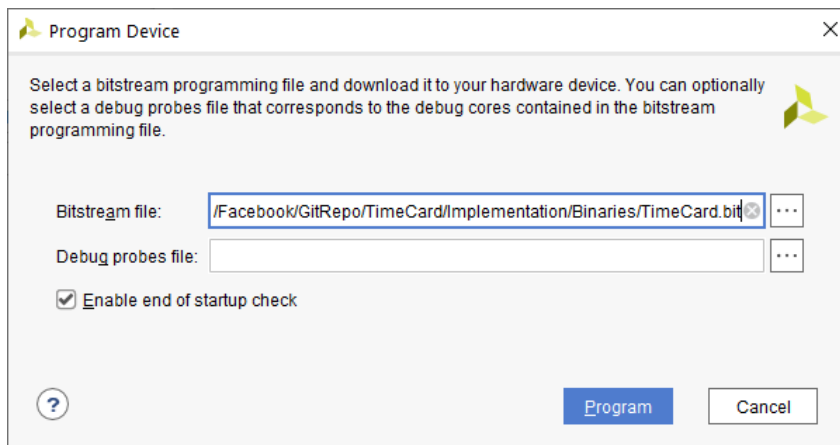 Program Device
Select a bitstream programming file and download it to your hardware device. You can optionally
select a debug probes file that corresponds to the debug cores contained in the bitstream
programming file.
Bitstream file: /Facebook/GitRepo/TimeCard/Implementation/Binaries/TimeCard.bit ...
Debug probes file: ...
Enable end of startup check
? Program Cancel